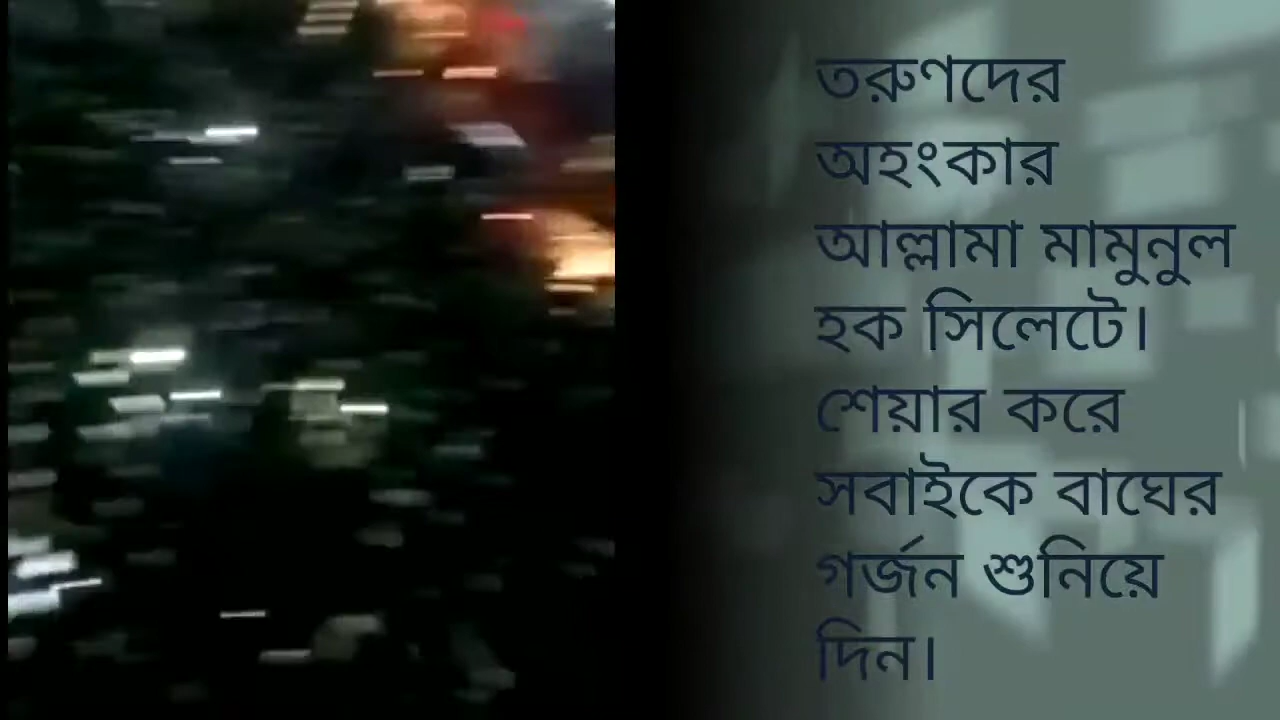 তরুণদের
অহংকার
আল্লামা মামুনুল
হক সিলেটে।
শেয়ার করে
সবাইকে বাঘের
গর্জন শুনিয়ে
দিন।